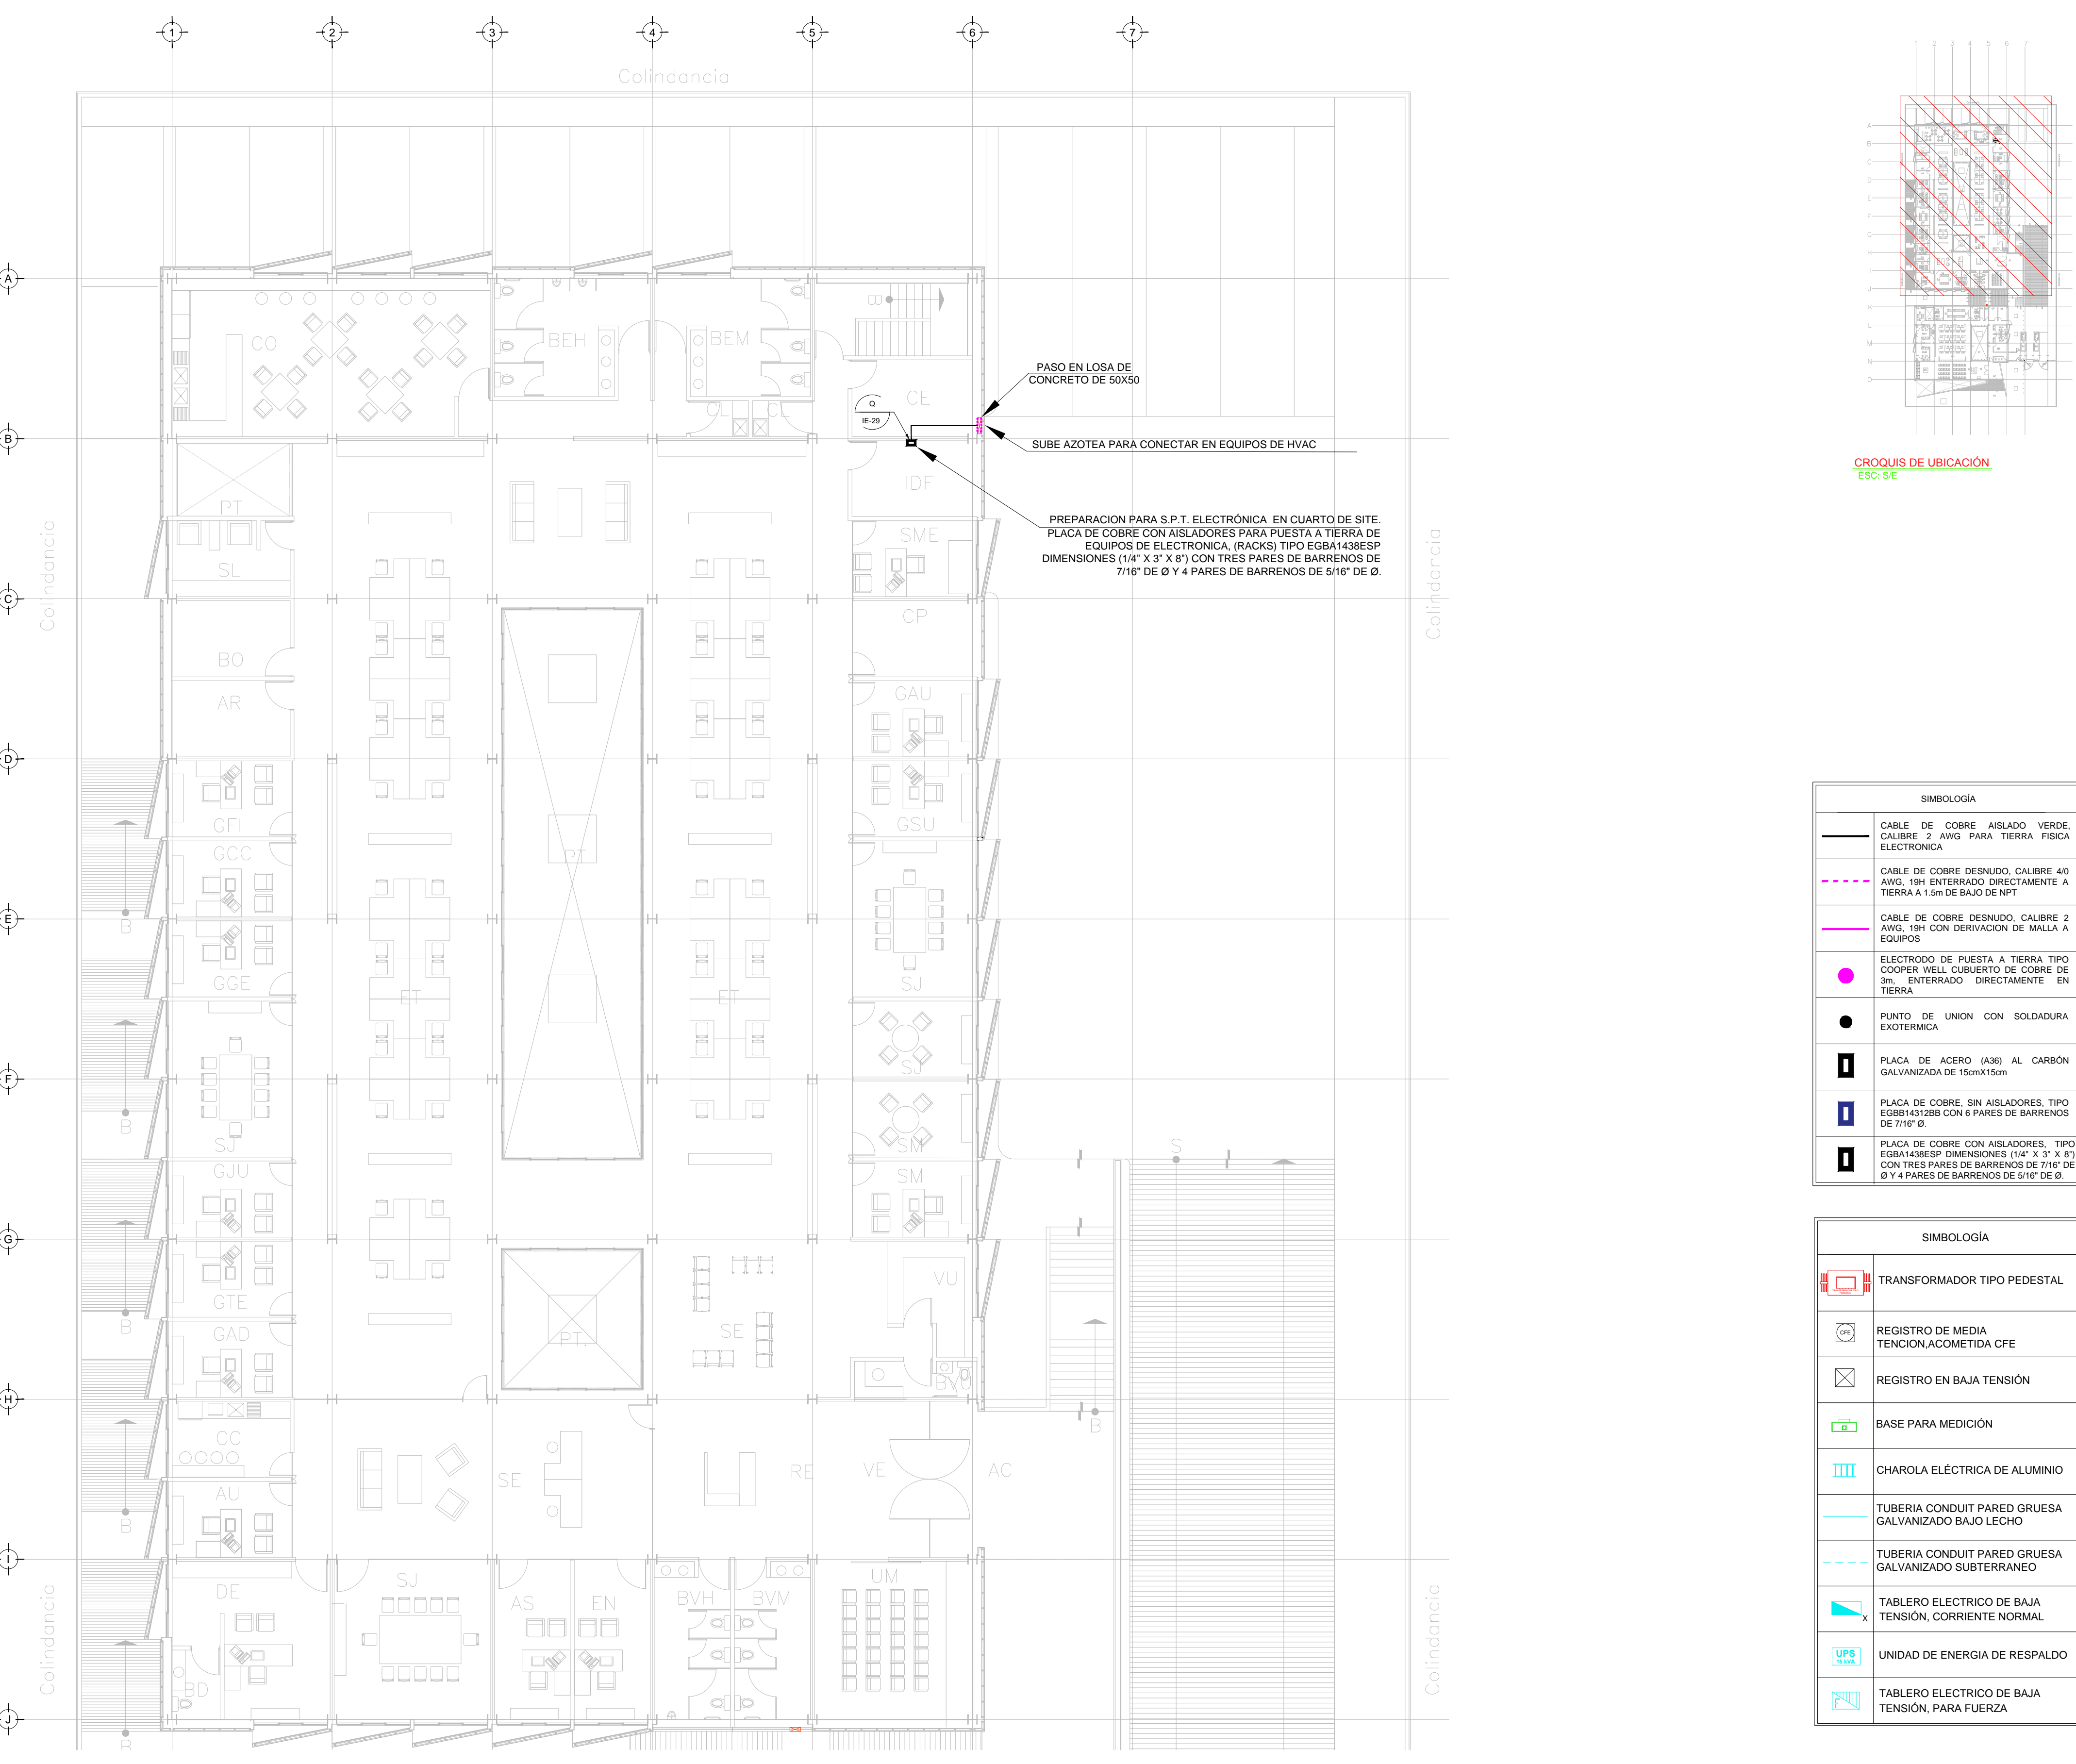 1 2 3 4 5 6 7
Colindancia
A
CO
BEH
BEM
B
CE
PASO EN LOSA DE
CONCRETO DE 50X50
CL
CL
Q
IE-29
B
SUBE AZOTEA PARA CONECTAR EN EQUIPOS DE HVAC
PT
IDF
PREPARACION PARA S.P.T. ELECTRÓNICA EN CUARTO DE SITE.
PLACA DE COBRE CON AISLADORES PARA PUESTA A TIERRA DE
EQUIPOS DE ELECTRONICA, (RACKS) TIPO EGBA1438ESP
DIMENSIONES (1/4" X 3" X 8") CON TRES PARES DE BARRENOS DE
7/16" DE Ø Y 4 PARES DE BARRENOS DE 5/16" DE Ø.
Colindancia
SL
SME
Colindancia
C
CP
BO
AR
GAU
D
GFI
GSU
PT
GCC
E
B
GGE
ET
ET
SJ
F
SJ
B
SJ
SM
S
GJU
SM
G
GTE
B
VU
SE
PT.
GAD
BVU
H
B
CC
SE
RE
VE
AC
AU
B
I
DE
SJ
AS
EN
BVH
BVM
UM
Colindancia
Colindancia
BD
J
B
1 2 3 4 5 6 7
A
B
C
D
E
F
G
H
I
J
K
L
M
N
O
CROQUIS DE UBICACIÓN
ESC: S/E
SIMBOLOGÍA
CABLE DE COBRE AISLADO VERDE,
CALIBRE 2 AWG PARA TIERRA FISICA
ELECTRONICA
CABLE DE COBRE DESNUDO, CALIBRE 4/0
AWG, 19H ENTERRADO DIRECTAMENTE A
TIERRA A 1.5m DE BAJO DE NPT
CABLE DE COBRE DESNUDO, CALIBRE 2
AWG, 19H CON DERIVACION DE MALLA A
EQUIPOS
ELECTRODO DE PUESTA A TIERRA TIPO
COOPER WELL CUBUERTO DE COBRE DE
3m, ENTERRADO DIRECTAMENTE EN
TIERRA
PUNTO DE UNION CON SOLDADURA
EXOTERMICA
PLACA DE ACERO (A36) AL CARBÓN
GALVANIZADA DE 15cmX15cm
PLACA DE COBRE, SIN AISLADORES, TIPO
EGBB14312BB CON 6 PARES DE BARRENOS
DE 7/16" Ø.
PLACA DE COBRE CON AISLADORES, TIPO
EGBA1438ESP DIMENSIONES (1/4" X 3" X 8")
CON TRES PARES DE BARRENOS DE 7/16" DE
Ø Y 4 PARES DE BARRENOS DE 5/16" DE Ø.
SIMBOLOGÍA
TRANSFORMADOR TIPO PEDESTAL
CFE
REGISTRO DE MEDIA
TENCION,ACOMETIDA CFE
REGISTRO EN BAJA TENSIÓN
BASE PARA MEDICIÓN
CHAROLA ELÉCTRICA DE ALUMINIO
TUBERIA CONDUIT PARED GRUESA
GALVANIZADO BAJO LECHO
TUBERIA CONDUIT PARED GRUESA
GALVANIZADO SUBTERRANEO
X
TABLERO ELECTRICO DE BAJA
TENSIÓN, CORRIENTE NORMAL
UPS
15 kVA
UNIDAD DE ENERGIA DE RESPALDO
F
TABLERO ELECTRICO DE BAJA
TENSIÓN, PARA FUERZA